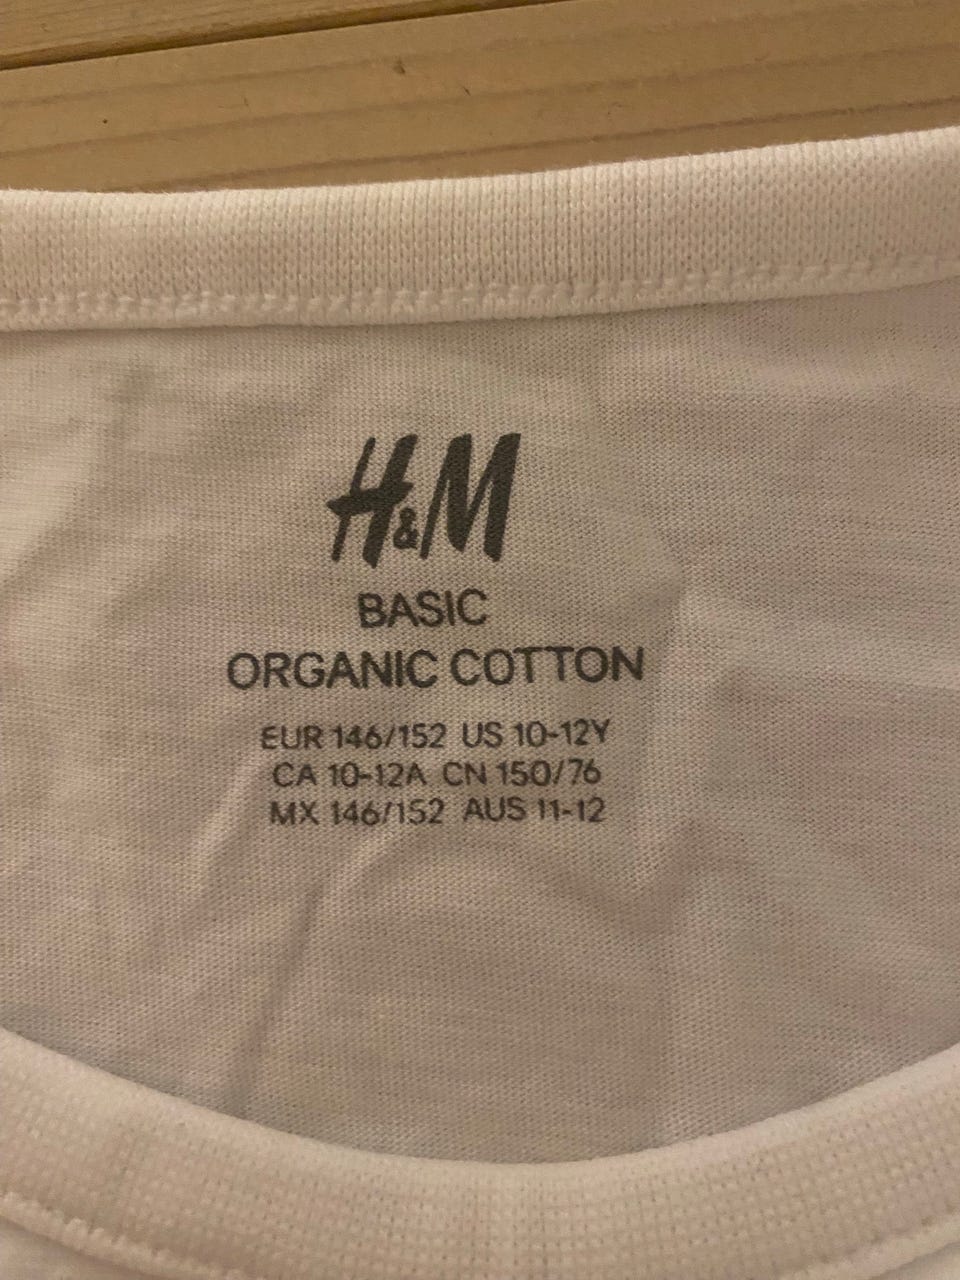 H&M
BASIC
ORGANIC COTTON
EUR 146/152 US 10-12Y
CA 10-12A CN 150/76
MX 146/152 AUS 11-12